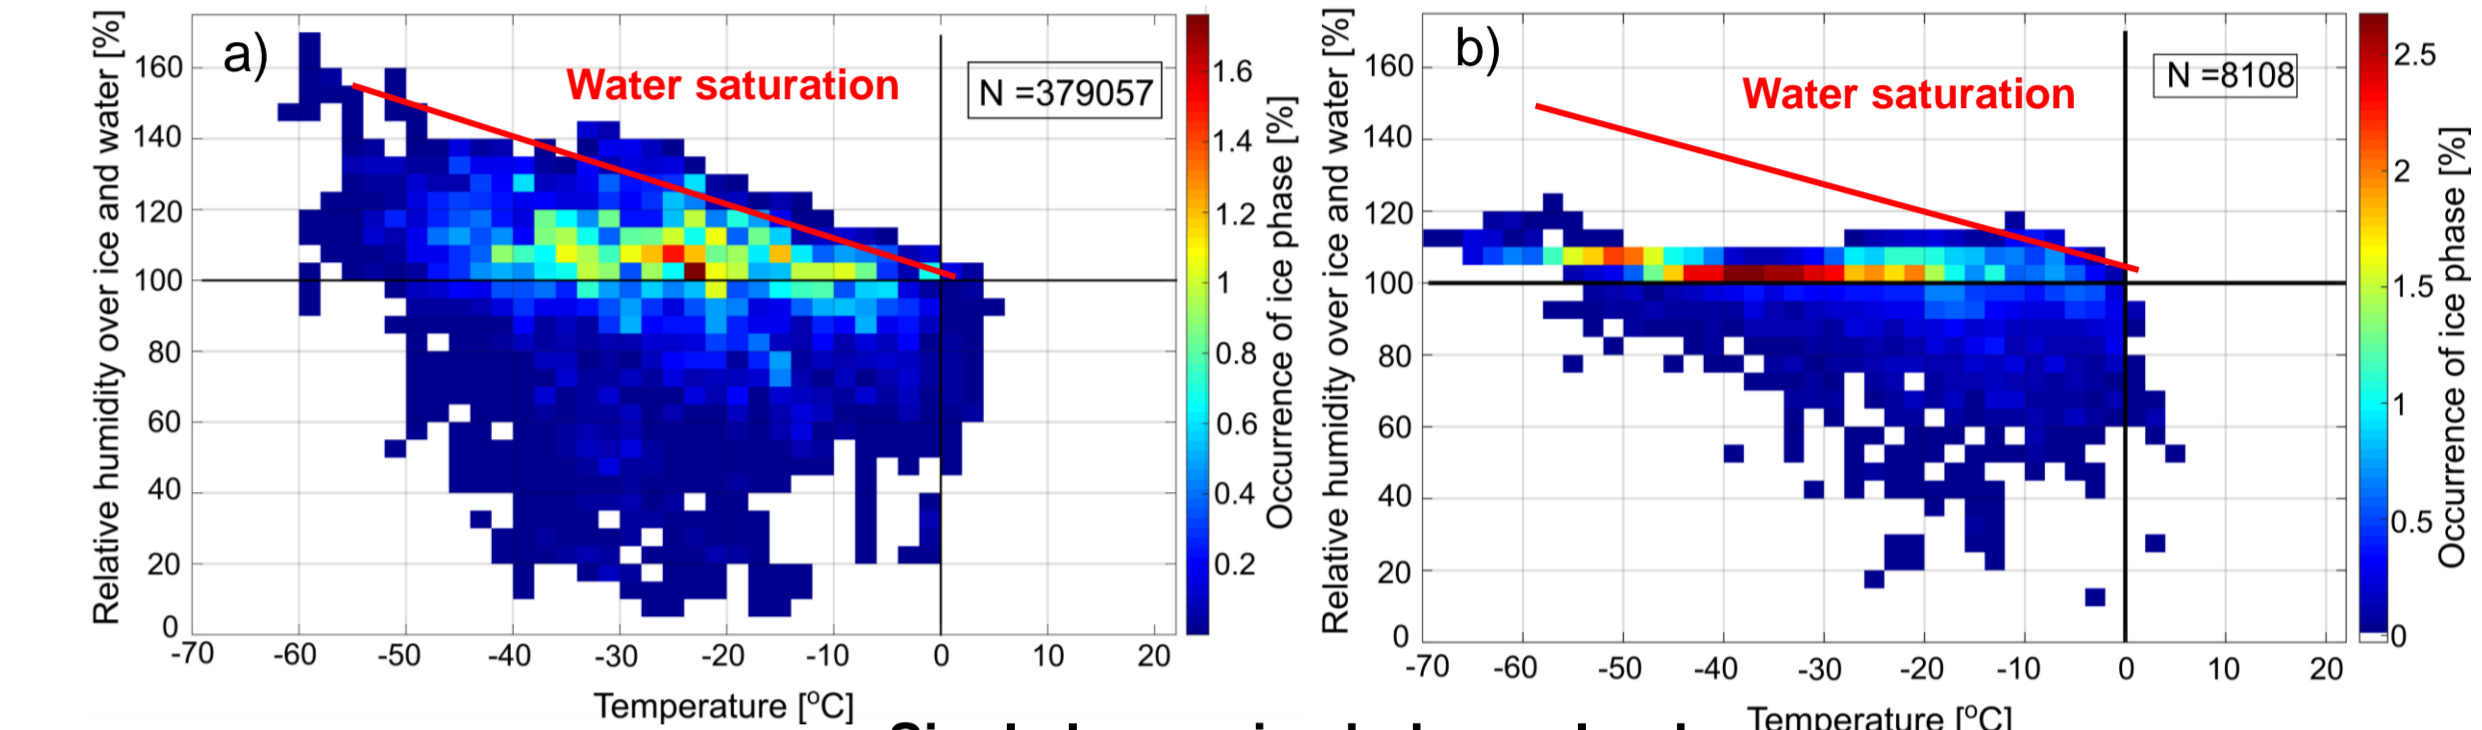 a)
Water saturation
N =379057
Relative humidity over ice and water [%]
160
140
120
100
80
60
40
20
0
-70 -60 -50 -40 -30 -20 -10 0 10 20
Temperature [°C]
1.6
1.4
1.2
1
0.8
0.6
0.4
0.2
Occurrence of ice phase [%]
b)
Water saturation
N =8108
Relative humidity over ice and water [%]
160
140
120
100
80
60
40
20
0
-70 -60 -50 -40 -30 -20 -10 0 10 20
Temperature [°C]
2.5
2
1.5
1
0.5
0
Occurrence of ice phase [%]